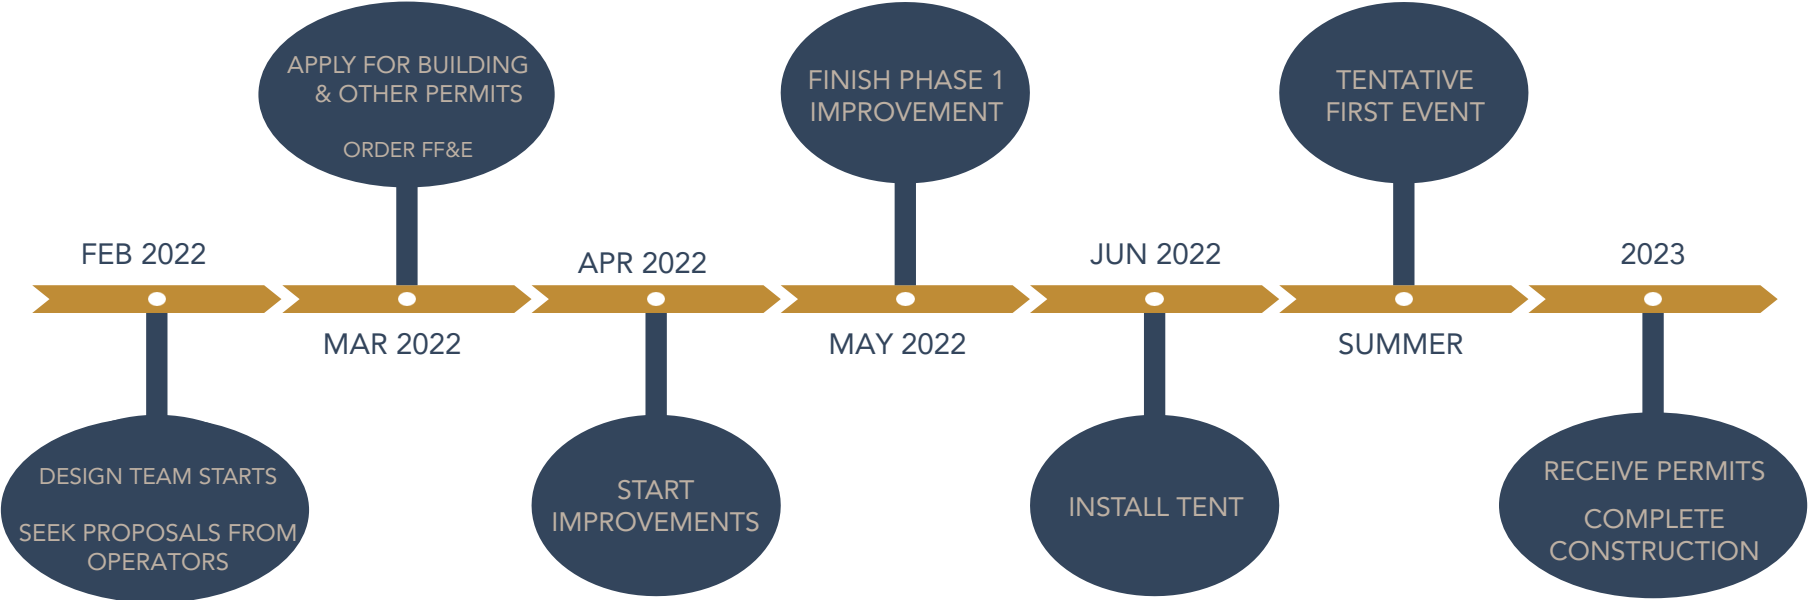 APPLY FOR BUILDING
& OTHER PERMITS
ORDER FF&E
FINISH PHASE 1
IMPROVEMENT
TENTATIVE
FIRST EVENT
FEB 2022
APR 2022
JUN 2022
2023
MAR 2022
MAY 2022
SUMMER
DESIGN TEAM STARTS
SEEK PROPOSALS FROM
OPERATORS
START
IMPROVEMENTS
INSTALL TENT
RECEIVE PERMITS
COMPLETE
CONSTRUCTION